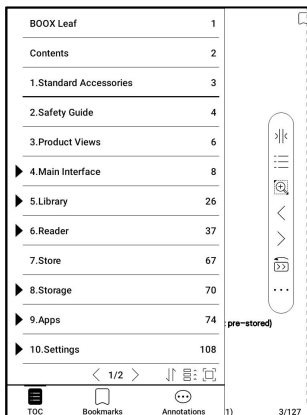 BOOX Leaf 1
Contents 2
1.Standard Accessories 3
2.Safety Guide 4
3.Product Views 6
4.Main Interface 8
5.Library 26
6.Reader 37
7.Store 67
8.Storage 70
9.Apps 74
pre-stored)
10.Settings 108
1/2
TOC Bookmarks Annotations 1) 3/127